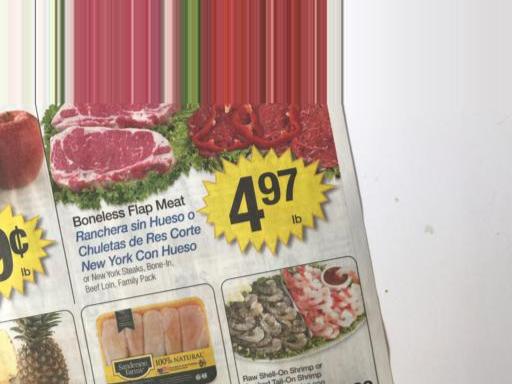 Boneless Flap Meat
Ranchera sin Hueso o
Chuletas de Res Corte
New York Con Hueso
or New York Steaks, Bone-In,
Beef Loin, Family Pack
4 97
lb
9¢
lb
Sanderson
Farms
100% NATURAL
Raw Shell-On Shrimp or
Tail-On Shrimp